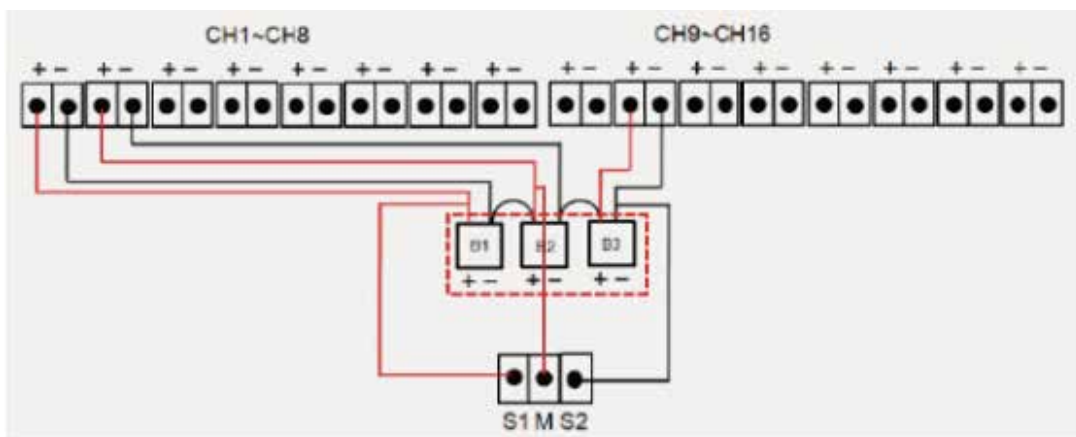 CH1~CH8 CH9~CH16
+ - + - + - + - + - + - + - + - + - + - + - + - + - + - + - + -
B1 B2 B3
+ - + - + -
S1 M S2